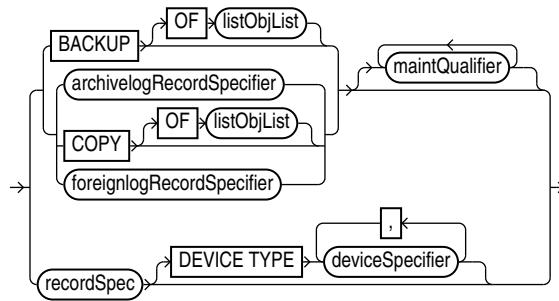 OF listObjList
BACKUP
maintQualifier
archivelogRecordSpecifier
OF listObjList
COPY
foreignlogRecordSpecifier
,
DEVICE TYPE deviceSpecifier
recordSpec